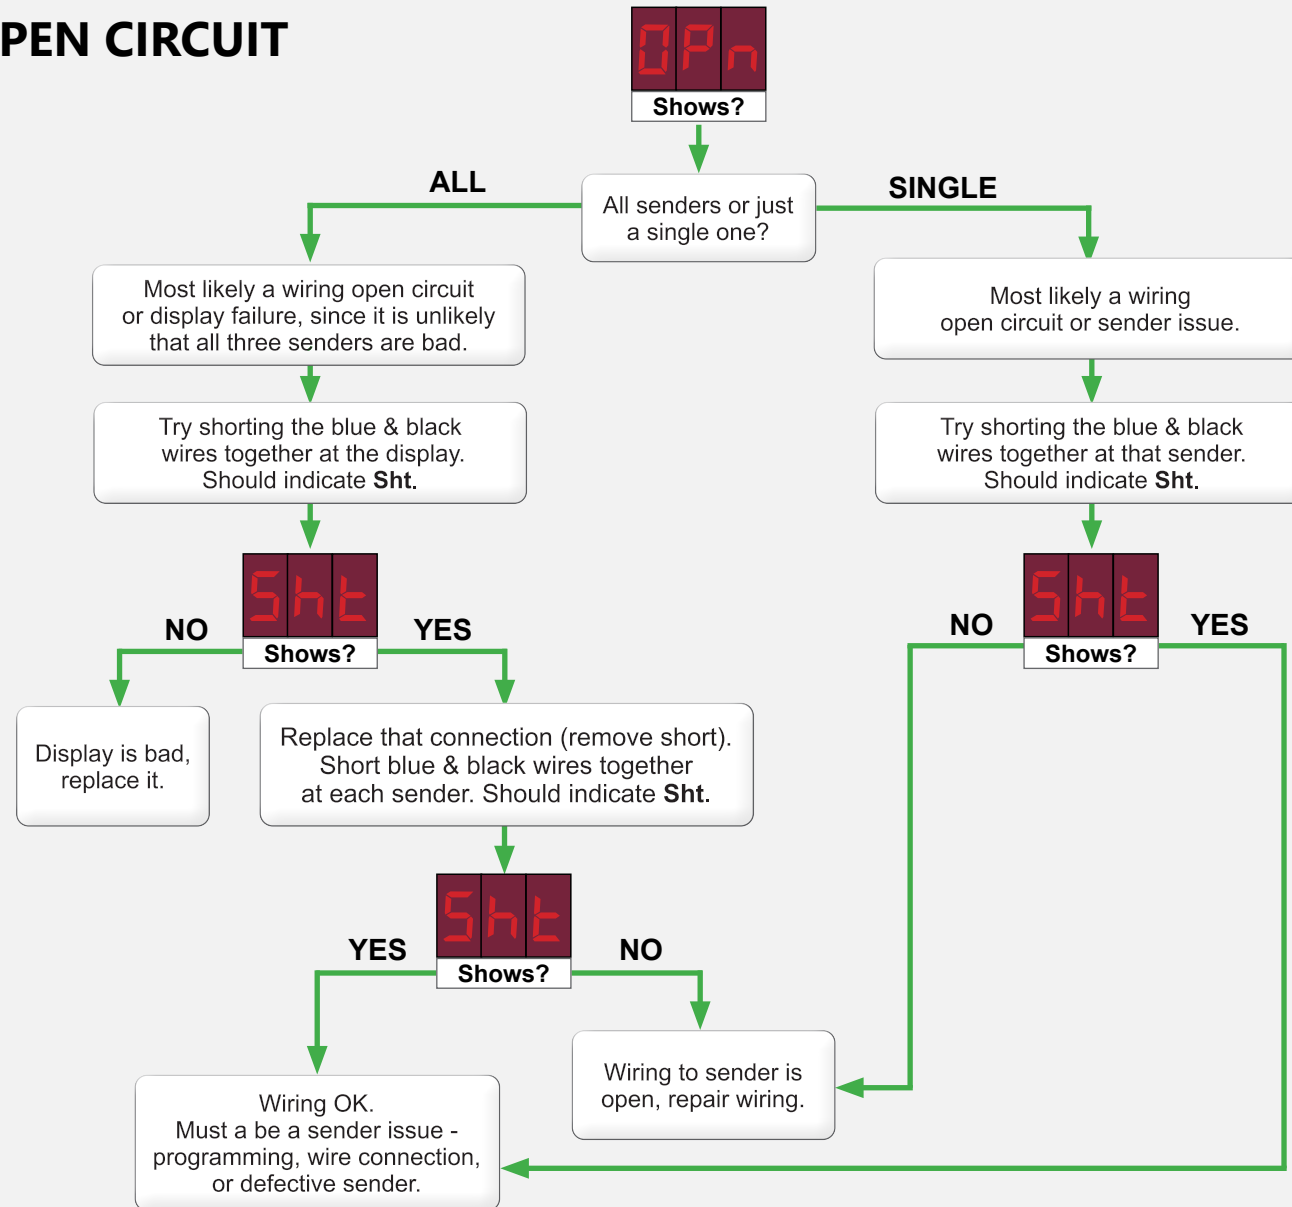 PEN CIRCUIT
OPn
Shows?
ALL
SINGLE
All senders or just
a single one?
Most likely a wiring open circuit
or display failure, since it is unlikely
that all three senders are bad.
Most likely a wiring
open circuit or sender issue.
Try shorting the blue & black
wires together at the display.
Should indicate Sht.
Try shorting the blue & black
wires together at that sender.
Should indicate Sht.
Sht
Shows?
NO
YES
Sht
Shows?
NO
YES
Display is bad,
replace it.
Replace that connection (remove short).
Short blue & black wires together
at each sender. Should indicate Sht.
Sht
Shows?
YES
NO
Wiring to sender is
open, repair wiring.
Wiring OK.
Must a be a sender issue -
programming, wire connection,
or defective sender.